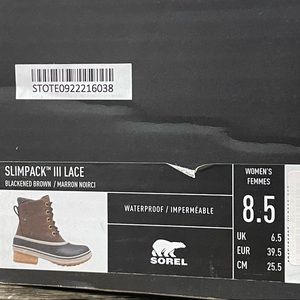 STOTE0922216038
SLIMPACK™ III LACE
BLACKENED BROWN / MARRON NOIRCI
WATERPROOF / IMPERMÉABLE
SOREL
WOMEN'S
FEMMES
8.5
UK 6.5
EUR 39.5
CM 25.5